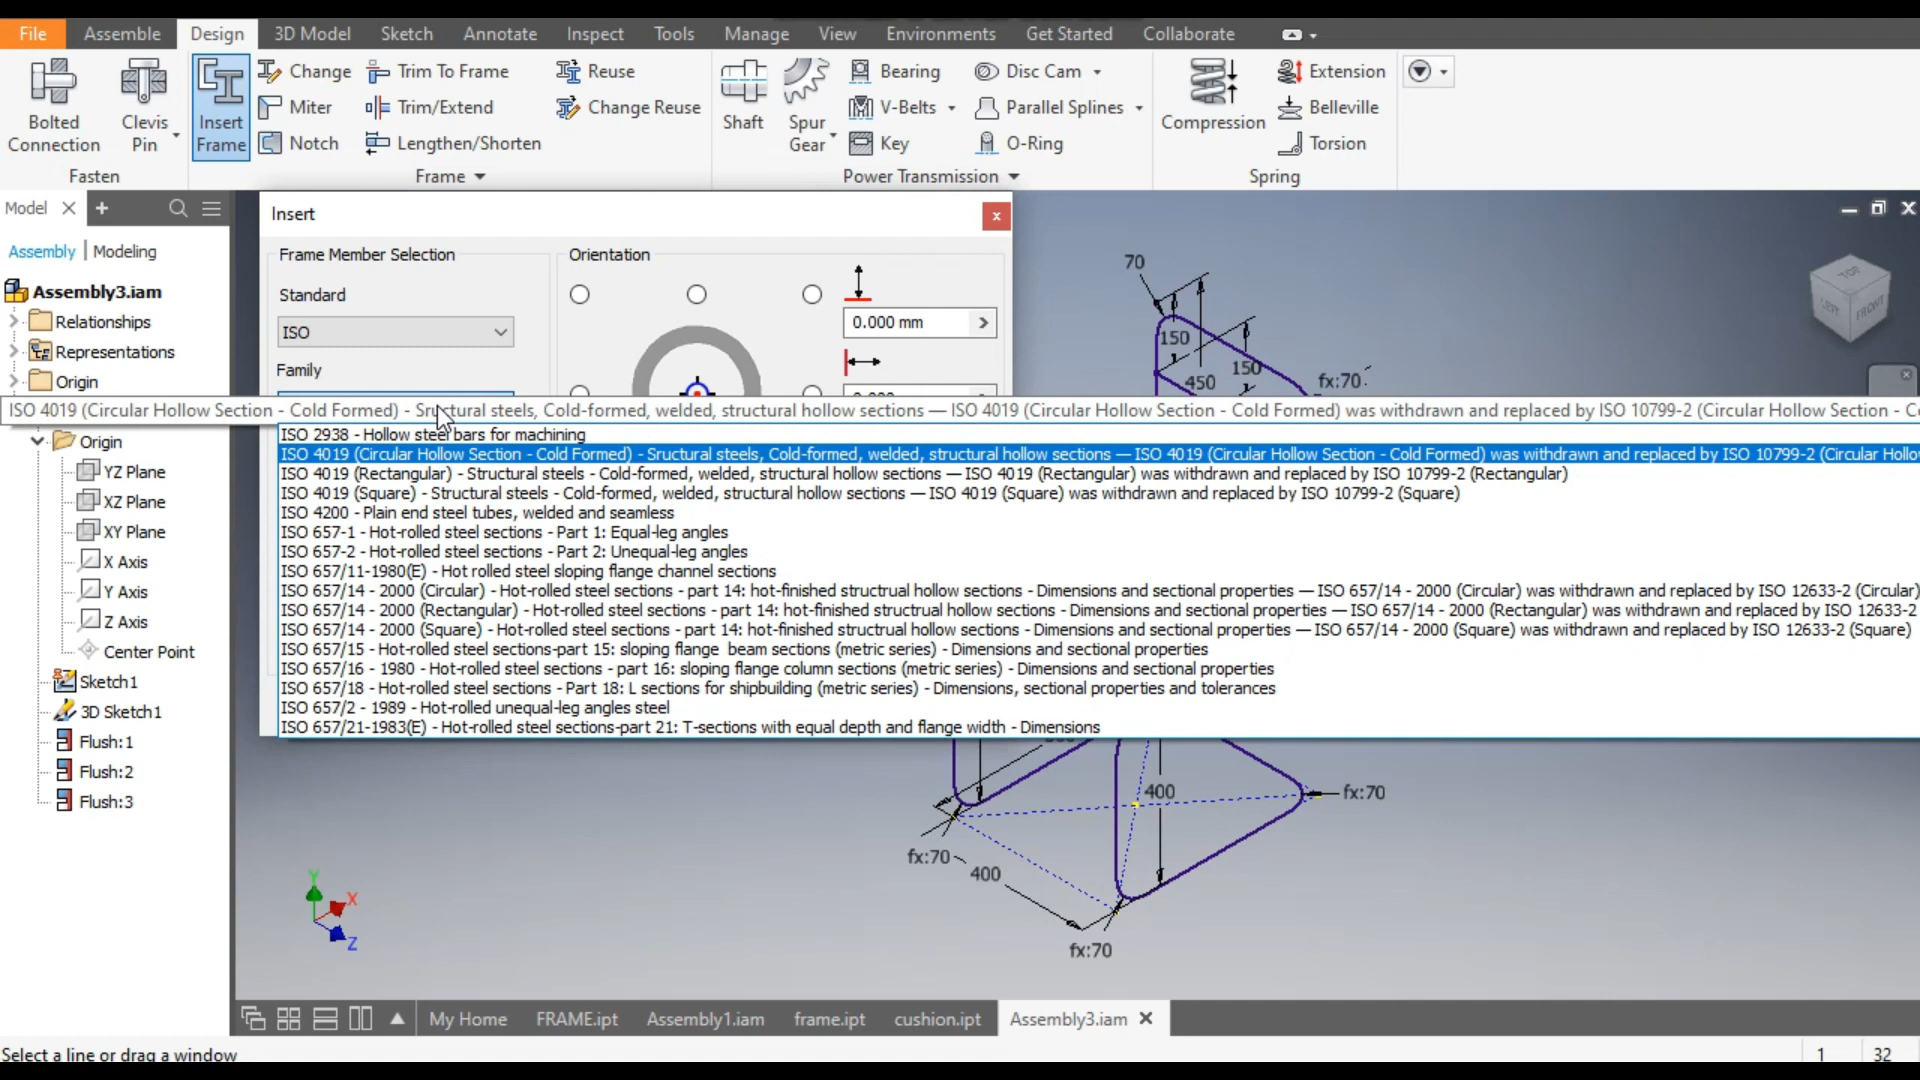 File Assemble Design 3D Model Sketch Annotate Inspect Tools Manage View Environments Get Started Collaborate
Bolted Connection
Clevis Pin
Insert Frame
Change
Miter
Notch
Trim To Frame
Trim/Extend
Lengthen/Shorten
Reuse
Change Reuse
Shaft
Spur Gear
Bearing
V-Belts
Key
Disc Cam
Parallel Splines
O-Ring
Compression
Extension
Belleville
Torsion
Fasten
Frame
Power Transmission
Spring
Model
Assembly | Modeling
Assembly3.iam
Relationships
Representations
Origin
Insert
Frame Member Selection
Orientation
Standard
ISO
0.000 mm
Family
ISO 4019 (Circular Hollow Section - Cold Formed) - Sructural steels, Cold-formed, welded, structural hollow sections — ISO 4019 (Circular Hollow Section - Cold Formed) was withdrawn and replaced by ISO 10799-2 (Circular Hollow Section - C
ISO 2938 - Hollow steel bars for machining
ISO 4019 (Circular Hollow Section - Cold Formed) - Sructural steels, Cold-formed, welded, structural hollow sections — ISO 4019 (Circular Hollow Section - Cold Formed) was withdrawn and replaced by ISO 10799-2 (Circular Hollo
ISO 4019 (Rectangular) - Structural steels - Cold-formed, welded, structural hollow sections — ISO 4019 (Rectangular) was withdrawn and replaced by ISO 10799-2 (Rectangular)
ISO 4019 (Square) - Structural steels - Cold-formed, welded, structural hollow sections — ISO 4019 (Square) was withdrawn and replaced by ISO 10799-2 (Square)
ISO 4200 - Plain end steel tubes, welded and seamless
ISO 657-1 - Hot-rolled steel sections - Part 1: Equal-leg angles
ISO 657-2 - Hot-rolled steel sections - Part 2: Unequal-leg angles
ISO 657/11-1980(E) - Hot rolled steel sloping flange channel sections
ISO 657/14 - 2000 (Circular) - Hot-rolled steel sections - part 14: hot-finished structrual hollow sections - Dimensions and sectional properties — ISO 657/14 - 2000 (Circular) was withdrawn and replaced by ISO 12633-2 (Circular)
ISO 657/14 - 2000 (Rectangular) - Hot-rolled steel sections - part 14: hot-finished structrual hollow sections - Dimensions and sectional properties — ISO 657/14 - 2000 (Rectangular) was withdrawn and replaced by ISO 12633-2
ISO 657/14 - 2000 (Square) - Hot-rolled steel sections - part 14: hot-finished structrual hollow sections - Dimensions and sectional properties — ISO 657/14 - 2000 (Square) was withdrawn and replaced by ISO 12633-2 (Square)
ISO 657/15 - Hot-rolled steel sections-part 15: sloping flange beam sections (metric series) - Dimensions and sectional properties
ISO 657/16 - 1980 - Hot-rolled steel sections - part 16: sloping flange column sections (metric series) - Dimensions and sectional properties
ISO 657/18 - Hot-rolled steel sections - Part 18: L sections for shipbuilding (metric series) - Dimensions, sectional properties and tolerances
ISO 657/2 - 1989 - Hot-rolled unequal-leg angles steel
ISO 657/21-1983(E) - Hot-rolled steel sections-part 21: T-sections with equal depth and flange width - Dimensions
Origin
YZ Plane
XZ Plane
XY Plane
X Axis
Y Axis
Z Axis
Center Point
Sketch1
3D Sketch1
Flush:1
Flush:2
Flush:3
70
150
150
450
fx:70
TOP
LEFT
FRONT
400
fx:70
fx:70
400
fx:70
Y
X
Z
My Home FRAME.ipt Assembly1.iam frame.ipt cushion.ipt Assembly3.iam
Select a line or drag a window
1 32